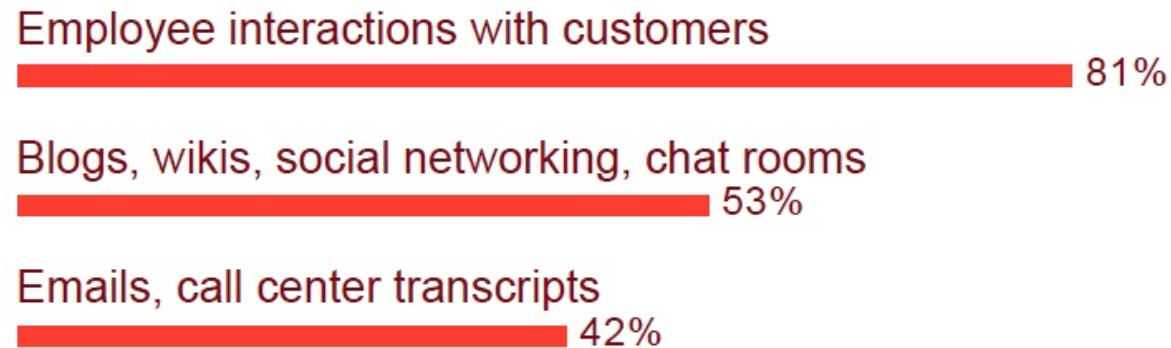 Employee interactions with customers
81%
Blogs, wikis, social networking, chat rooms
53%
Emails, call center transcripts
42%